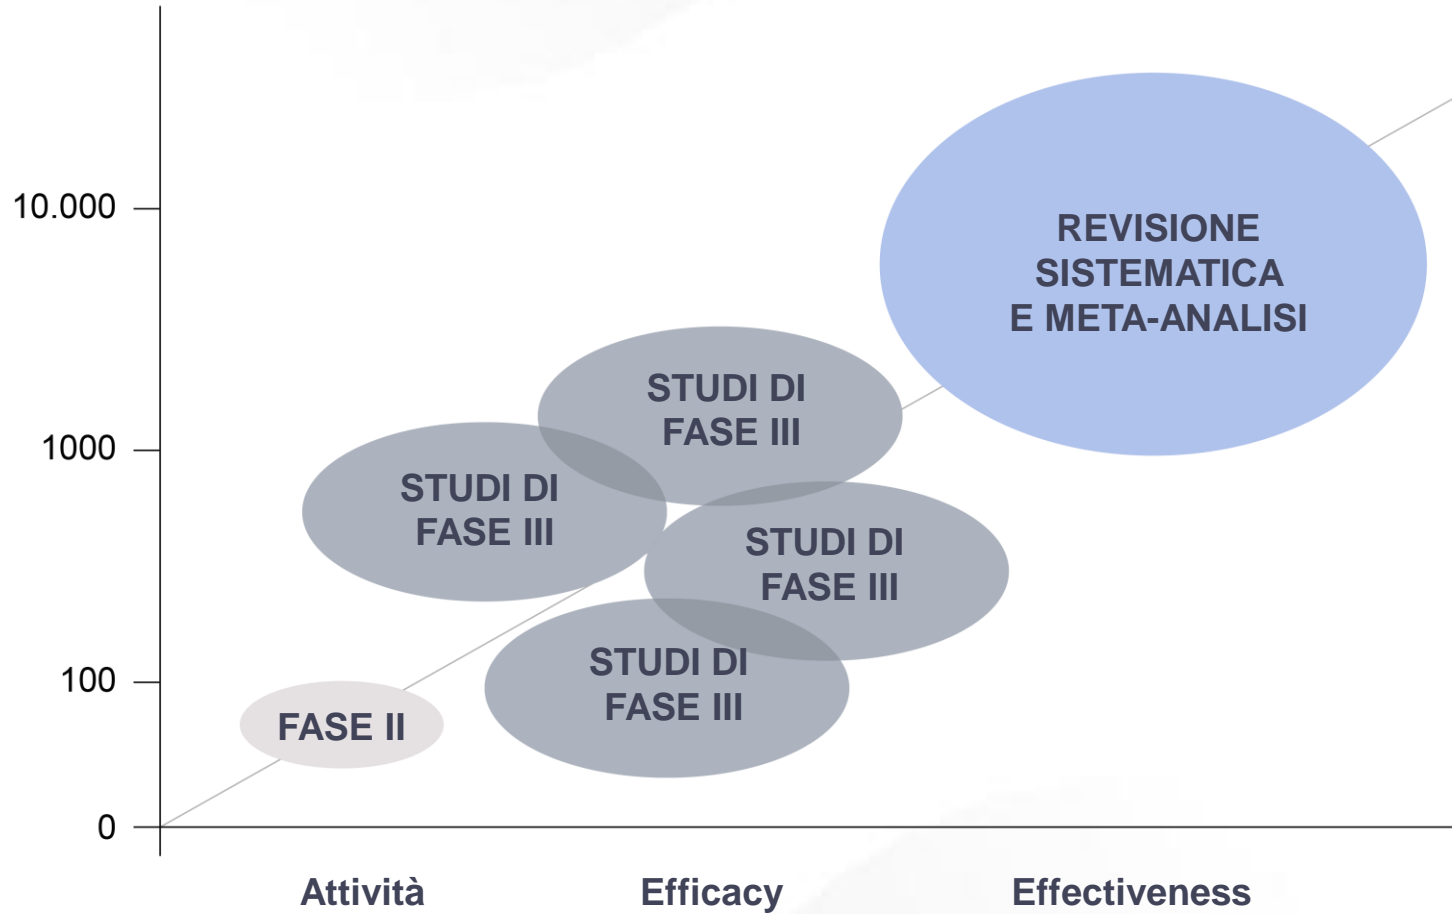 10.000
REVISIONE
SISTEMATICA
E META-ANALISI
STUDI DI
FASE III
1000
STUDI DI
FASE III
STUDI DI
FASE III
STUDI DI
FASE III
100
FASE II
0
Attività
Efficacy
Effectiveness